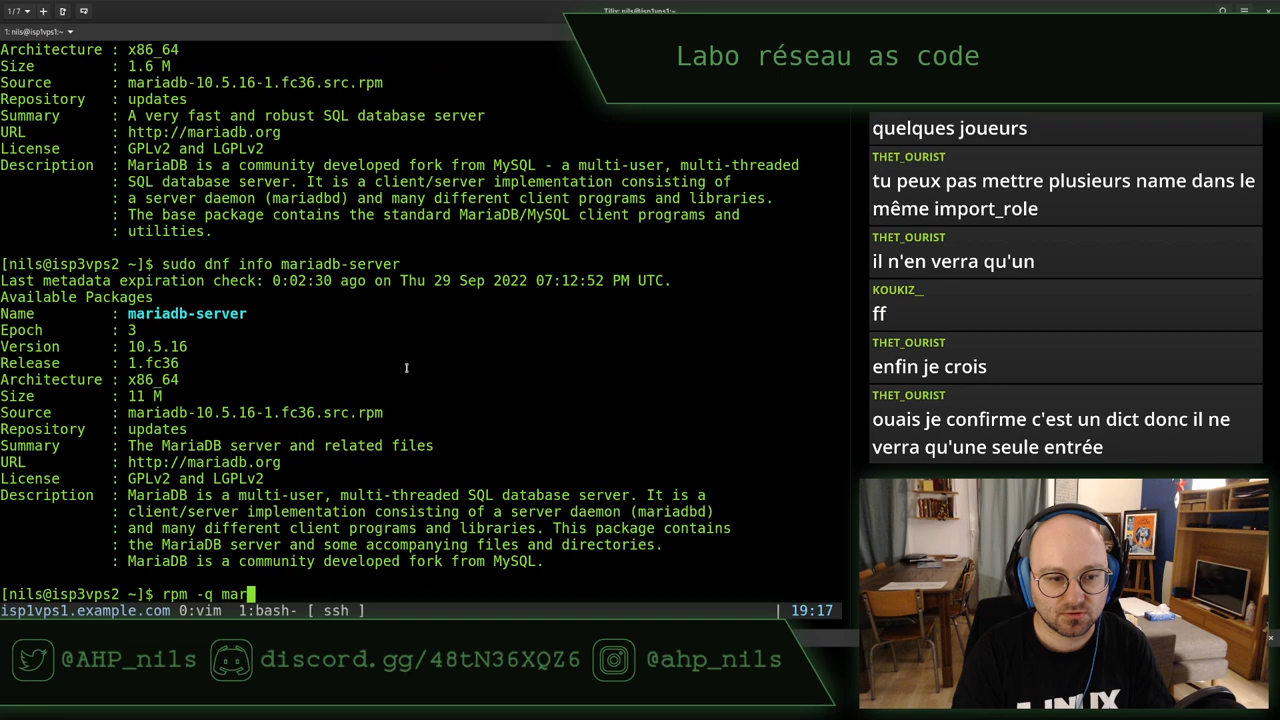 1/7
Tilix: nils@isp1vps1:~
1: nils@isp1vps1:~
Labo réseau as code
Architecture : x86_64
Size         : 1.6 M
Source       : mariadb-10.5.16-1.fc36.src.rpm
Repository   : updates
Summary      : A very fast and robust SQL database server
URL          : http://mariadb.org
License      : GPLv2 and LGPLv2
Description  : MariaDB is a community developed fork from MySQL - a multi-user, multi-threaded
             : SQL database server. It is a client/server implementation consisting of
             : a server daemon (mariadbd) and many different client programs and libraries.
             : The base package contains the standard MariaDB/MySQL client programs and
             : utilities.
[nils@isp3vps2 ~]$ sudo dnf info mariadb-server
Last metadata expiration check: 0:02:30 ago on Thu 29 Sep 2022 07:12:52 PM UTC.
Available Packages
Name         : mariadb-server
Epoch        : 3
Version      : 10.5.16
Release      : 1.fc36
Architecture : x86_64
Size         : 11 M
Source       : mariadb-10.5.16-1.fc36.src.rpm
Repository   : updates
Summary      : The MariaDB server and related files
URL          : http://mariadb.org
License      : GPLv2 and LGPLv2
Description  : MariaDB is a multi-user, multi-threaded SQL database server. It is a
             : client/server implementation consisting of a server daemon (mariadbd)
             : and many different client programs and libraries. This package contains
             : the MariaDB server and some accompanying files and directories.
             : MariaDB is a community developed fork from MySQL.
[nils@isp3vps2 ~]$ rpm -q mar
isp1vps1.example.com 0:vim  1:bash- [ ssh ] | 19:17
quelques joueurs
THET_OURIST
tu peux pas mettre plusieurs name dans le
même import_role
THET_OURIST
il n'en verra qu'un
KOUKIZ__
ff
THET_OURIST
enfin je crois
THET_OURIST
ouais je confirme c'est un dict donc il ne
verra qu'une seule entrée
@AHP_nils discord.gg/48tN36XQZ6 @ahp_nils
LINUX